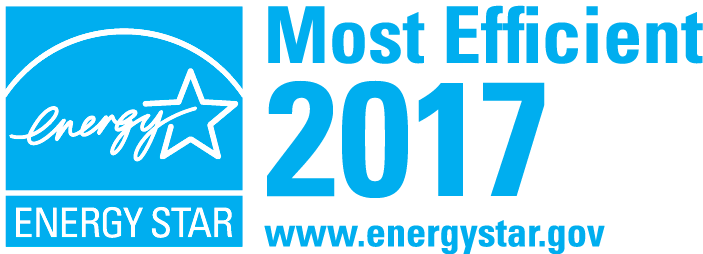 energy
ENERGY STAR
Most Efficient
2017
www.energystar.gov